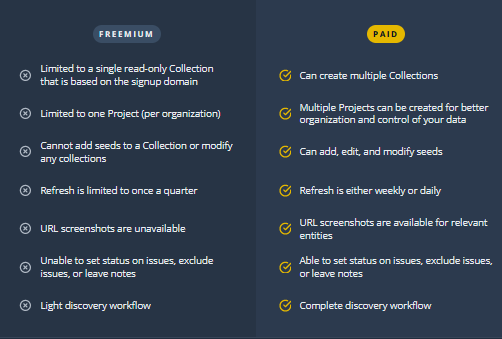 FREEMIUM
Limited to a single read-only Collection
that is based on the signup domain
Limited to one Project (per organization)
Cannot add seeds to a Collection or modify
any collections
Refresh is limited to once a quarter
URL screenshots are unavailable
Unable to set status on issues, exclude
issues, or leave notes
Light discovery workflow
PAID
Can create multiple Collections
Multiple Projects can be created for better
organization and control of your data
Can add, edit, and modify seeds
Refresh is either weekly or daily
URL screenshots are available for relevant
entities
Able to set status on issues, exclude issues,
or leave notes
Complete discovery workflow